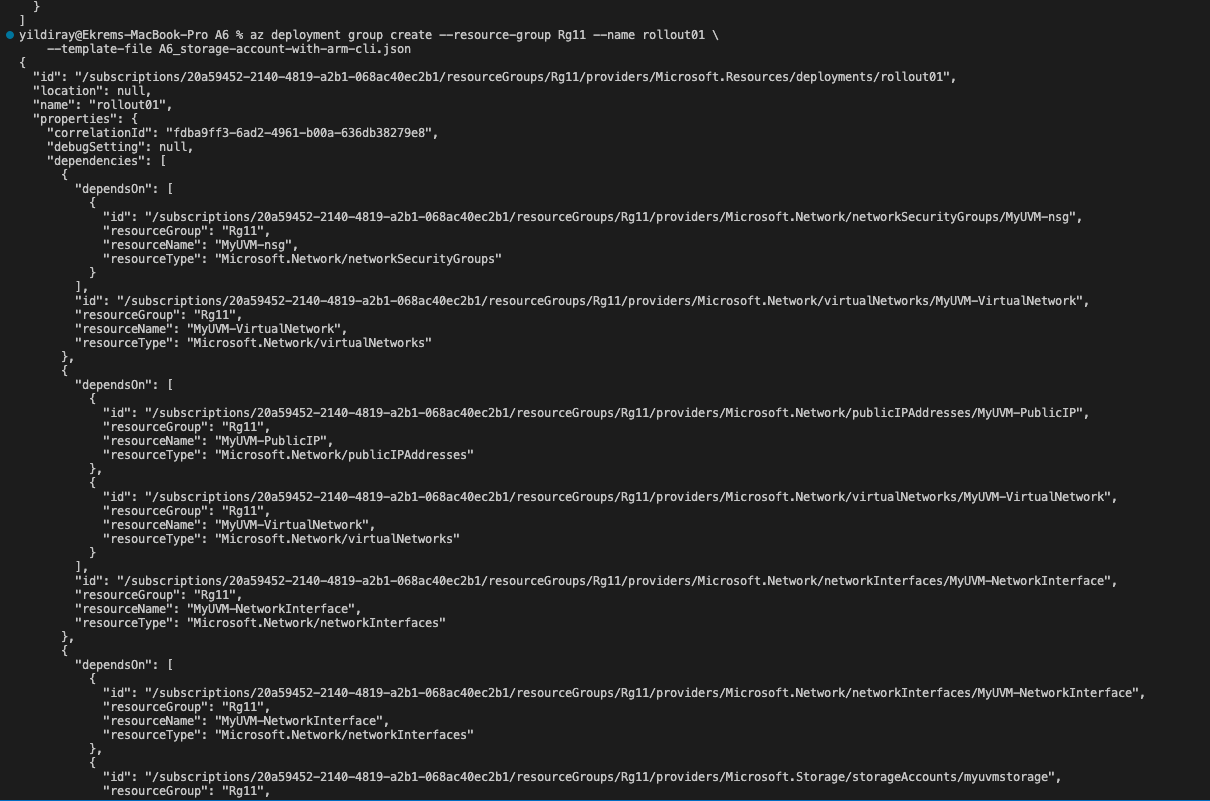 }
]
yildiray@Ekrems-MacBook-Pro A6 % az deployment group create --resource-group Rg11 --name rollout01 \
    --template-file A6_storage-account-with-arm-cli.json
{
  "id": "/subscriptions/20a59452-2140-4819-a2b1-068ac40ec2b1/resourceGroups/Rg11/providers/Microsoft.Resources/deployments/rollout01",
  "location": null,
  "name": "rollout01",
  "properties": {
    "correlationId": "fdba9ff3-6ad2-4961-b00a-636db38279e8",
    "debugSetting": null,
    "dependencies": [
      {
        "dependsOn": [
          {
            "id": "/subscriptions/20a59452-2140-4819-a2b1-068ac40ec2b1/resourceGroups/Rg11/providers/Microsoft.Network/networkSecurityGroups/MyUVM-nsg",
            "resourceGroup": "Rg11",
            "resourceName": "MyUVM-nsg",
            "resourceType": "Microsoft.Network/networkSecurityGroups"
          }
        ],
        "id": "/subscriptions/20a59452-2140-4819-a2b1-068ac40ec2b1/resourceGroups/Rg11/providers/Microsoft.Network/virtualNetworks/MyUVM-VirtualNetwork",
        "resourceGroup": "Rg11",
        "resourceName": "MyUVM-VirtualNetwork",
        "resourceType": "Microsoft.Network/virtualNetworks"
      },
      {
        "dependsOn": [
          {
            "id": "/subscriptions/20a59452-2140-4819-a2b1-068ac40ec2b1/resourceGroups/Rg11/providers/Microsoft.Network/publicIPAddresses/MyUVM-PublicIP",
            "resourceGroup": "Rg11",
            "resourceName": "MyUVM-PublicIP",
            "resourceType": "Microsoft.Network/publicIPAddresses"
          },
          {
            "id": "/subscriptions/20a59452-2140-4819-a2b1-068ac40ec2b1/resourceGroups/Rg11/providers/Microsoft.Network/virtualNetworks/MyUVM-VirtualNetwork",
            "resourceGroup": "Rg11",
            "resourceName": "MyUVM-VirtualNetwork",
            "resourceType": "Microsoft.Network/virtualNetworks"
          }
        ],
        "id": "/subscriptions/20a59452-2140-4819-a2b1-068ac40ec2b1/resourceGroups/Rg11/providers/Microsoft.Network/networkInterfaces/MyUVM-NetworkInterface",
        "resourceGroup": "Rg11",
        "resourceName": "MyUVM-NetworkInterface",
        "resourceType": "Microsoft.Network/networkInterfaces"
      },
      {
        "dependsOn": [
          {
            "id": "/subscriptions/20a59452-2140-4819-a2b1-068ac40ec2b1/resourceGroups/Rg11/providers/Microsoft.Network/networkInterfaces/MyUVM-NetworkInterface",
            "resourceGroup": "Rg11",
            "resourceName": "MyUVM-NetworkInterface",
            "resourceType": "Microsoft.Network/networkInterfaces"
          },
          {
            "id": "/subscriptions/20a59452-2140-4819-a2b1-068ac40ec2b1/resourceGroups/Rg11/providers/Microsoft.Storage/storageAccounts/myuvmstorage",
            "resourceGroup": "Rg11",